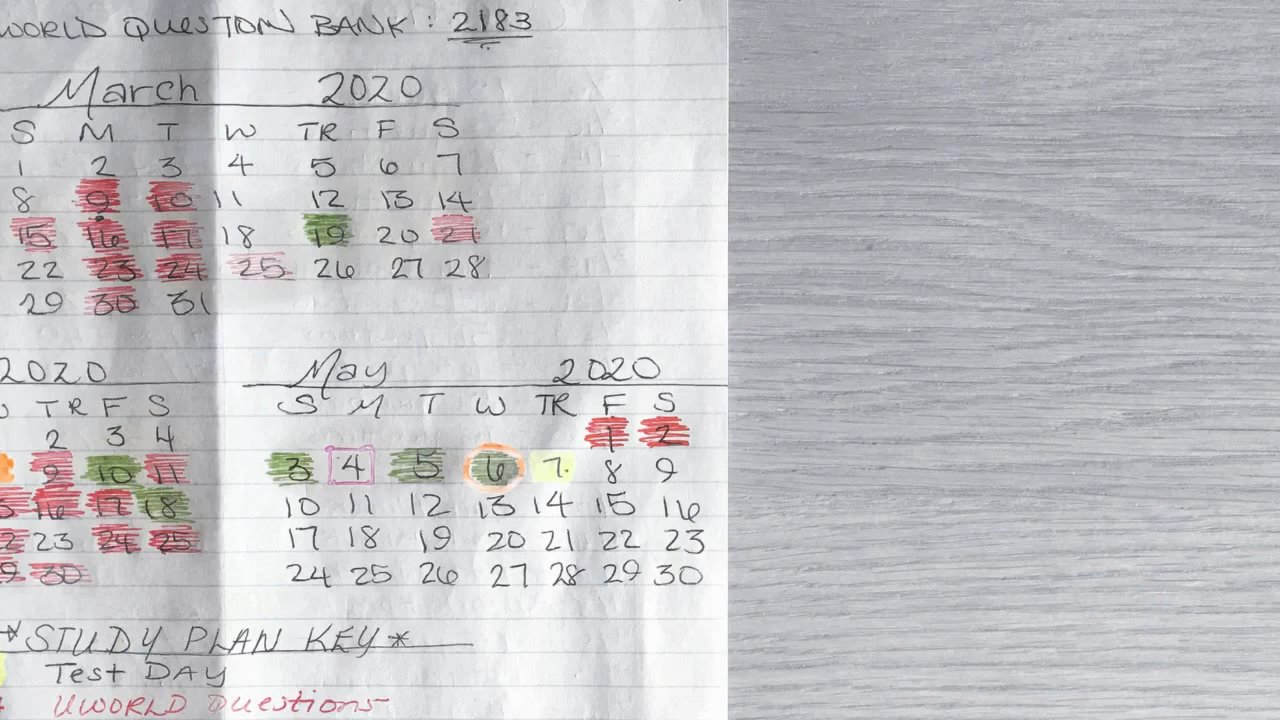 WORLD QUESTION BANK : 2183
March 2020
S M T W TR F S
1 2 3 4 5 6 7
8 9 10 11 12 13 14
15 16 17 18 19 20 21
22 23 24 25 26 27 28
29 30 31
2020
TR F S
2 3 4
9 10 11
16 17 18
23 24 25
30
May 2020
S M T W TR F S
1 2
3 4 5 6 7 8 9
10 11 12 13 14 15 16
17 18 19 20 21 22 23
24 25 26 27 28 29 30
*STUDY PLAN KEY*
Test DAY
UWORLD Questions